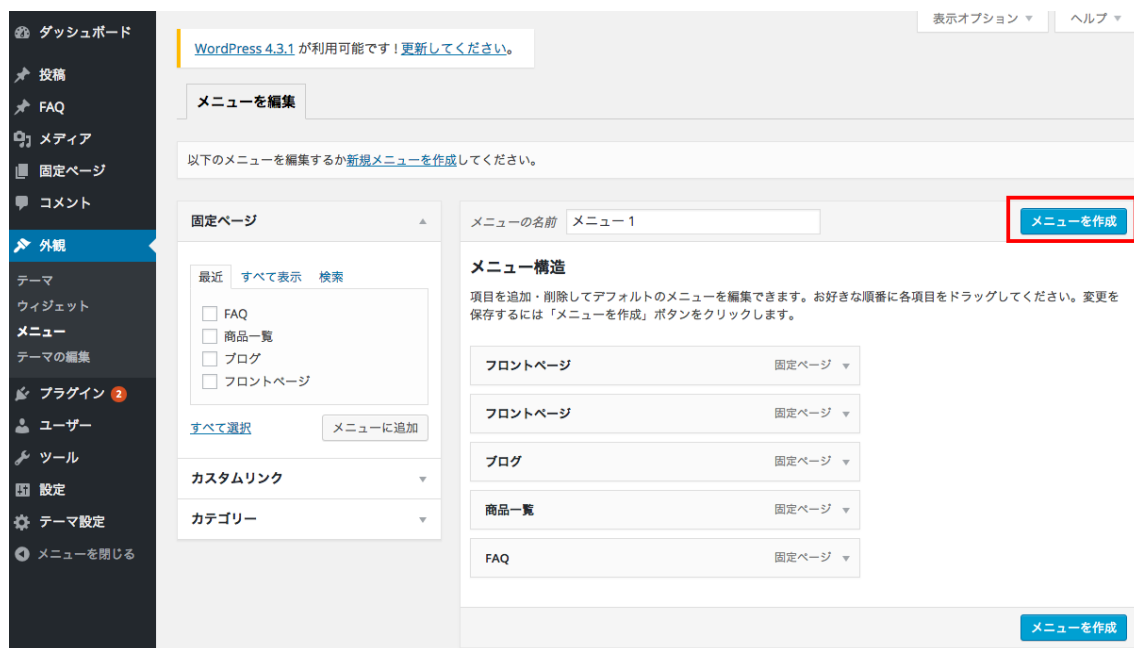 表示オプション
ヘルプ
ダッシュボード
投稿
FAQ
メディア
固定ページ
コメント
外観
テーマ
ウィジェット
メニュー
テーマの編集
プラグイン 2
ユーザー
ツール
設定
テーマ設定
メニューを閉じる
WordPress 4.3.1 が利用可能です ! 更新してください。
メニューを編集
以下のメニューを編集するか新規メニューを作成してください。
固定ページ
最近 すべて表示 検索
FAQ
商品一覧
ブログ
フロントページ
すべて選択 メニューに追加
カスタムリンク
カテゴリー
メニューの名前 メニュー 1 メニューを作成
メニュー構造
項目を追加・削除してデフォルトのメニューを編集できます。お好きな順番に各項目をドラッグしてください。変更を
保存するには「メニューを作成」ボタンをクリックします。
フロントページ 固定ページ
フロントページ 固定ページ
ブログ 固定ページ
商品一覧 固定ページ
FAQ 固定ページ
メニューを作成